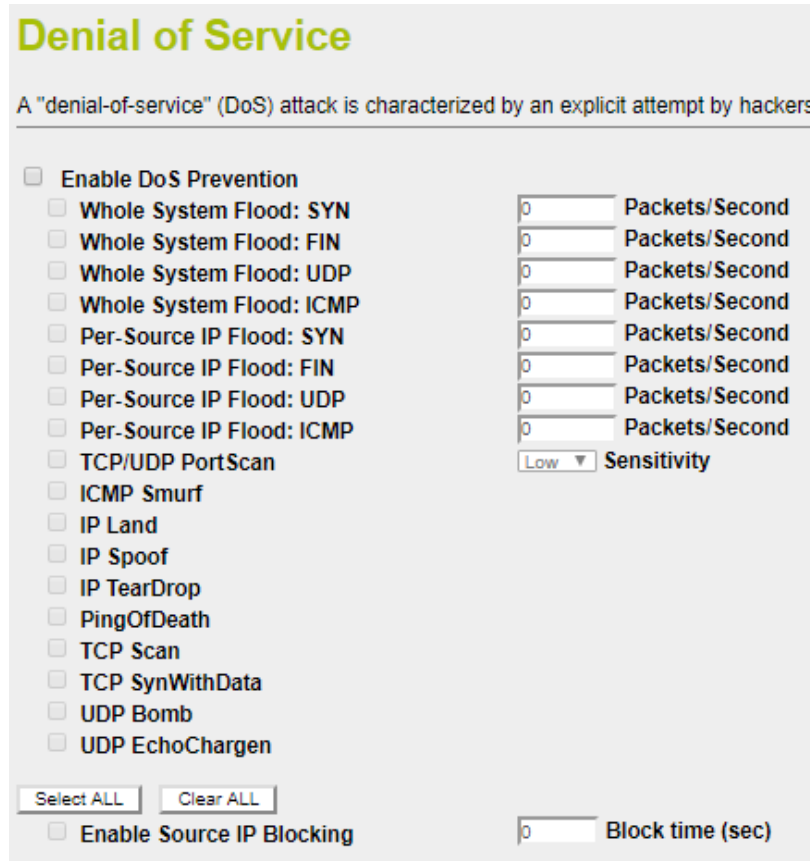 Denial of Service
A "denial-of-service" (DoS) attack is characterized by an explicit attempt by hackers
Enable DoS Prevention
Whole System Flood: SYN 0 Packets/Second
Whole System Flood: FIN 0 Packets/Second
Whole System Flood: UDP 0 Packets/Second
Whole System Flood: ICMP 0 Packets/Second
Per-Source IP Flood: SYN 0 Packets/Second
Per-Source IP Flood: FIN 0 Packets/Second
Per-Source IP Flood: UDP 0 Packets/Second
Per-Source IP Flood: ICMP 0 Packets/Second
TCP/UDP PortScan Low Sensitivity
ICMP Smurf
IP Land
IP Spoof
IP TearDrop
PingOfDeath
TCP Scan
TCP SynWithData
UDP Bomb
UDP EchoChargen
Select ALL Clear ALL
Enable Source IP Blocking 0 Block time (sec)